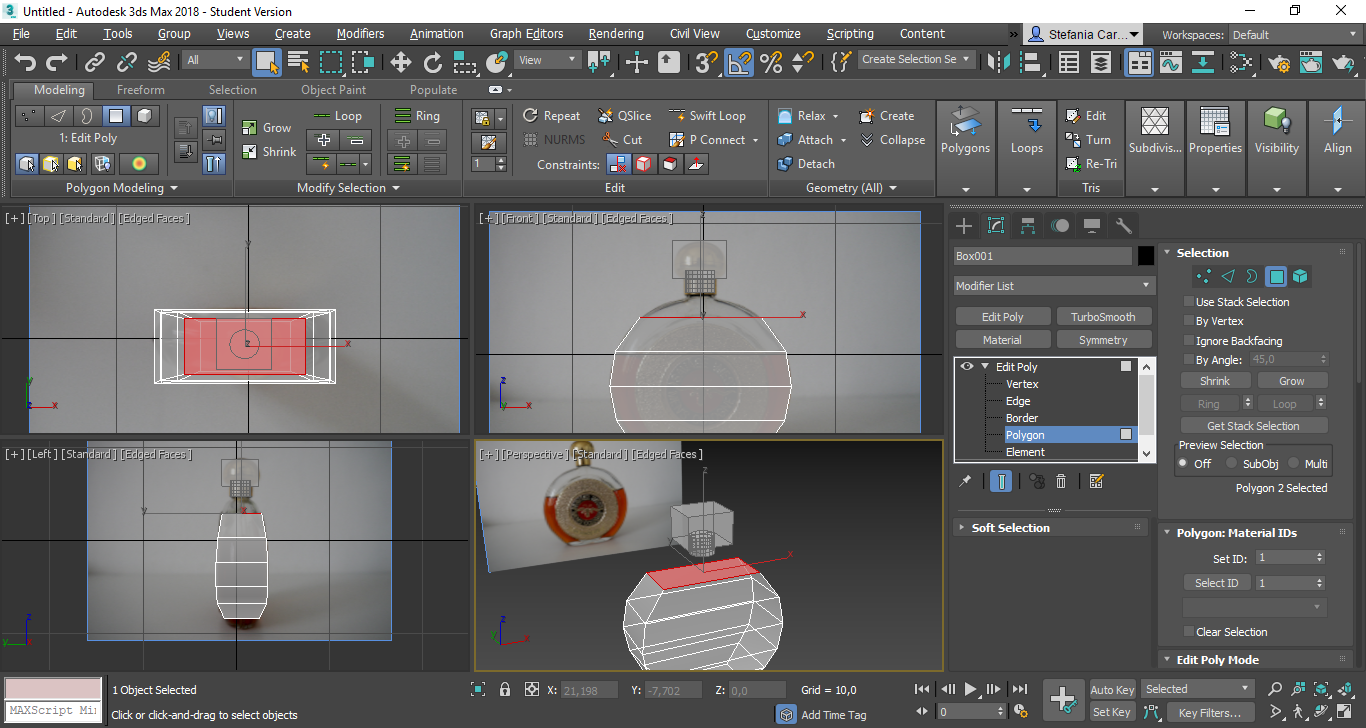 Untitled - Autodesk 3ds Max 2018 - Student Version
File Edit Tools Group Views Create Modifiers Animation Graph Editors Rendering Civil View Customize Scripting Content » Stefania Car... Workspaces: Default
All View Create Selection Se
Modeling Freeform Selection Object Paint Populate
Loop Ring Repeat QSlice Swift Loop Relax Create Edit
1: Edit Poly Grow NURMS Cut P Connect Attach Collapse Turn
Shrink 1 Constraints: Detach Re-Tri
Polygons Loops Subdivis... Properties Visibility Align
Polygon Modeling Modify Selection Edit Geometry (All) Tris
[+] [Top] [Standard] [Edged Faces]
[+] [Front] [Standard] [Edged Faces]
[+] [Left] [Standard] [Edged Faces]
[+] [Perspective] [Standard] [Edged Faces]
Box001
Modifier List
Edit Poly TurboSmooth
Material Symmetry
Edit Poly
Vertex
Edge
Border
Polygon
Element
Soft Selection
Selection
Use Stack Selection
By Vertex
Ignore Backfacing
By Angle: 45,0
Shrink Grow
Ring Loop
Get Stack Selection
Preview Selection
Off SubObj Multi
Polygon 2 Selected
Polygon: Material IDs
Set ID: 1
Select ID 1
Clear Selection
Edit Poly Mode
1 Object Selected X: 21,198 Y: -7,702 Z: 0,0 Grid = 10,0 Auto Key Selected
MAXScript Mi
Click or click-and-drag to select objects Add Time Tag 0 Set Key Key Filters...